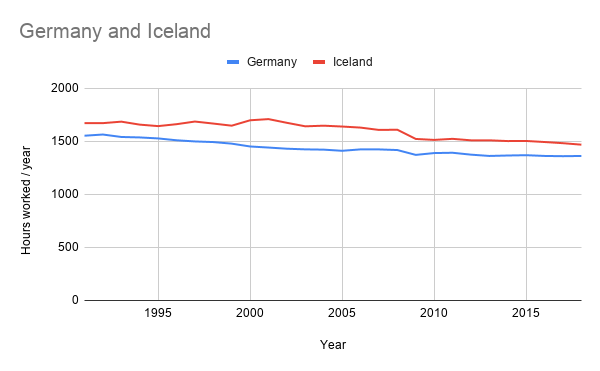 Germany and Iceland
Germany Iceland
2000
1500
1000
500
0
Hours worked / year
1995 2000 2005 2010 2015
Year